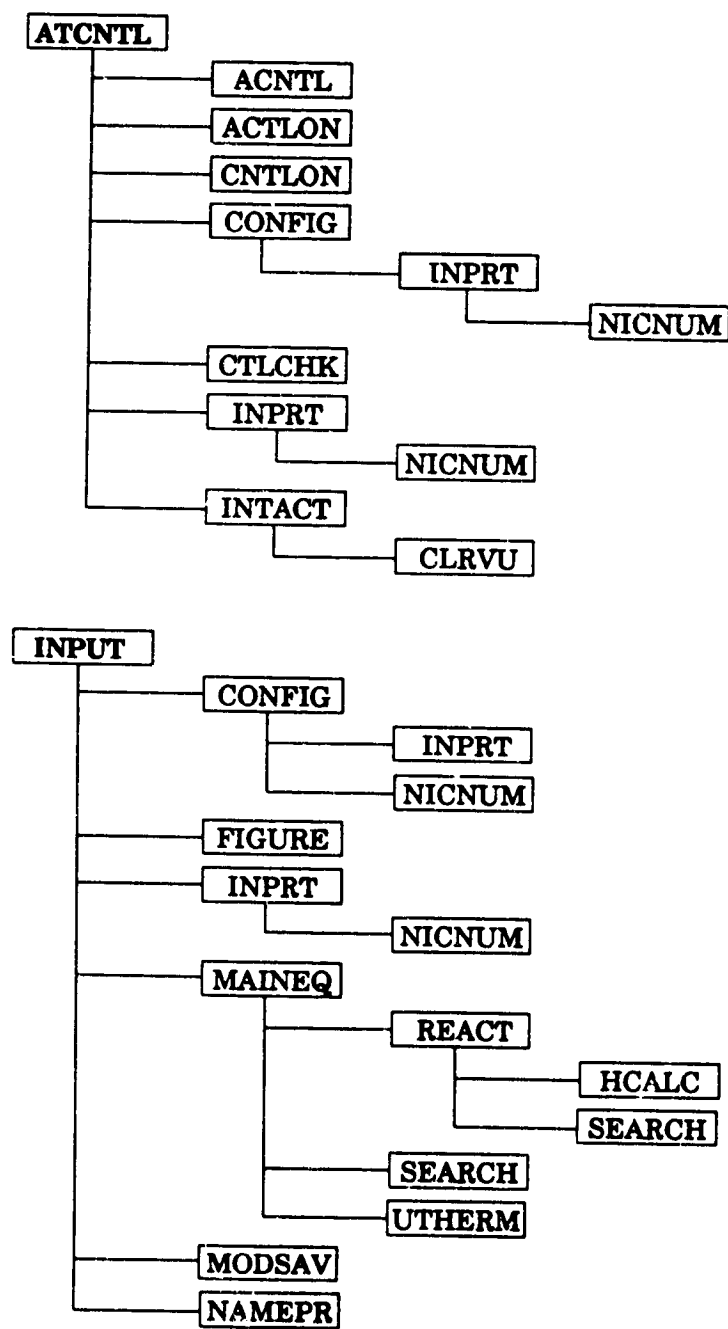 ATCNTL
ACNTL
ACTLON
CNTLON
CONFIG
INPRT
NICNUM
CTLCHK
INPRT
NICNUM
INTACT
CLRVU
INPUT
CONFIG
INPRT
NICNUM
FIGURE
INPRT
NICNUM
MAINEQ
REACT
HCALC
SEARCH
SEARCH
UTHERM
MODSAV
NAMEPR